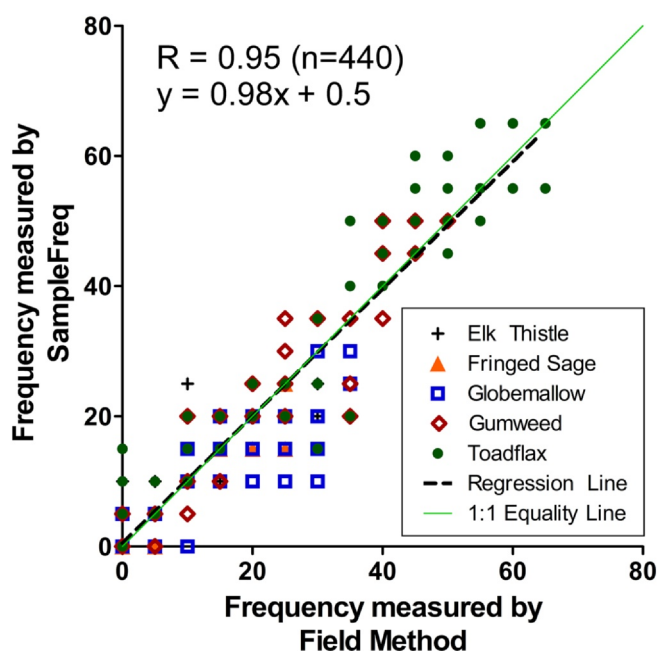 R = 0.95 (n=440)
y = 0.98x + 0.5
Frequency measured by
SampleFreq
80
60
40
20
0
Elk Thistle
Fringed Sage
Globemallow
Gumweed
Toadflax
Regression Line
1:1 Equality Line
0 20 40 60 80
Frequency measured by
Field Method